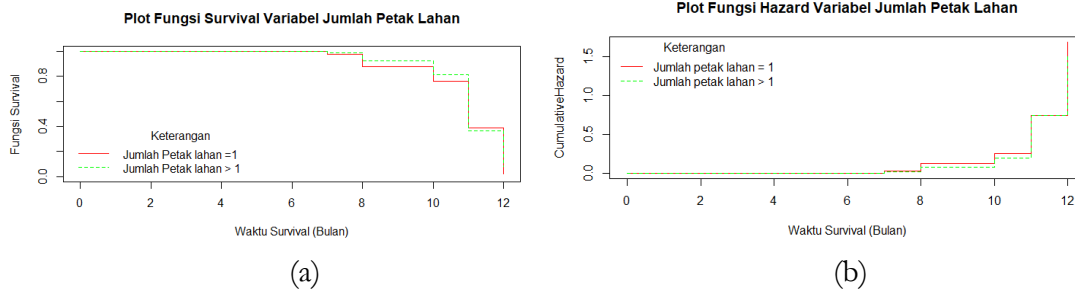 Plot Fungsi Survival Variabel Jumlah Petak Lahan
Fungsi Survival
0.8
0.4
0.0
Keterangan
Jumlah Petak lahan =1
Jumlah Petak lahan > 1
0 2 4 6 8 10 12
Waktu Survival (Bulan)
(a)
Plot Fungsi Hazard Variabel Jumlah Petak Lahan
CumulativeHazard
1.5
1.0
0.5
0.0
Keterangan
Jumlah petak lahan = 1
Jumlah petak lahan > 1
0 2 4 6 8 10 12
Waktu Survival (Bulan)
(b)